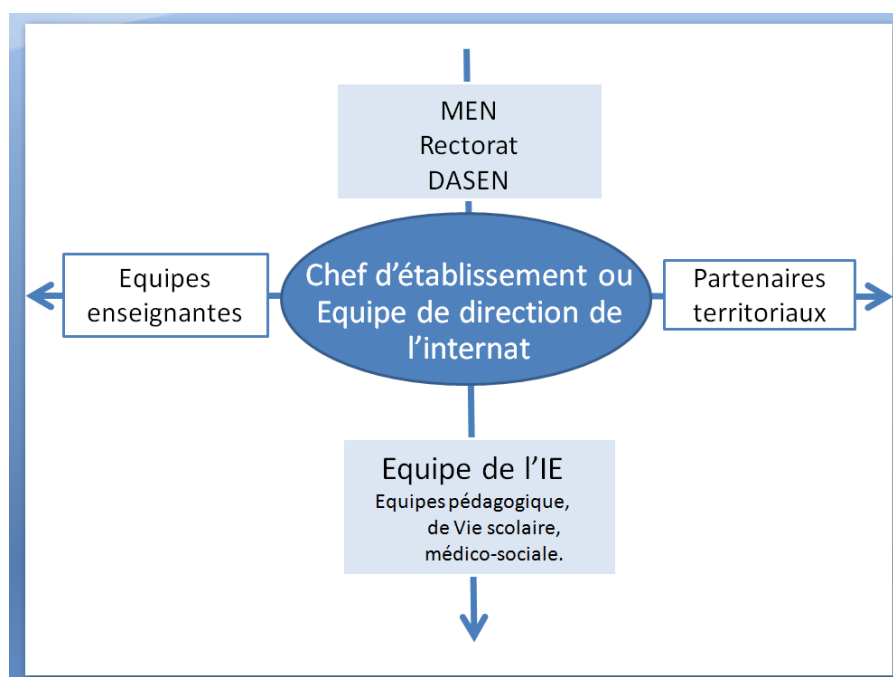 MEN
Rectorat
DASEN
Equipes
enseignantes
Chef d'établissement ou
Equipe de direction de
l'internat
Partenaires
territoriaux
Equipe de l'IE
Equipes pédagogique,
de Vie scolaire,
médico-sociale.